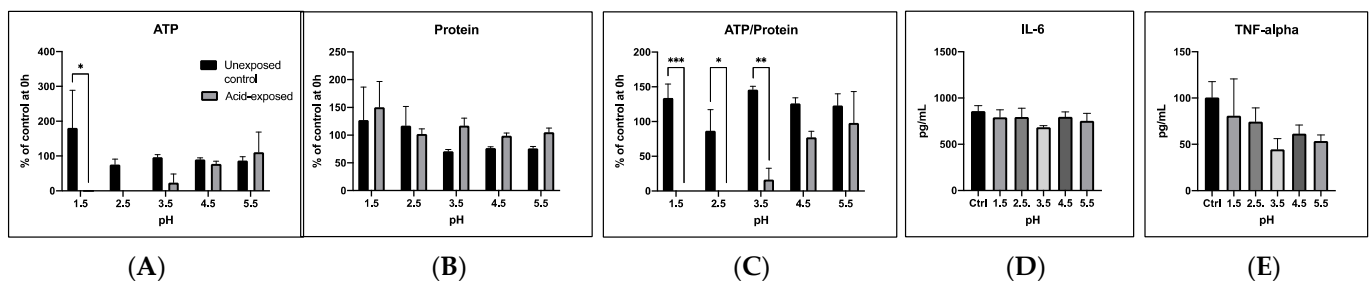 ATP
% of control at 0h
400
300
200
100
0
*
Unexposed
control
Acid-exposed
1.5 2.5 3.5 4.5 5.5
pH
(A)
Protein
% of control at 0h
250
200
150
100
50
0
1.5 2.5 3.5 4.5 5.5
pH
(B)
ATP/Protein
% of control at 0h
200
150
100
50
0
***
*
**
1.5 2.5 3.5 4.5 5.5
pH
(C)
IL-6
pg/mL
1500
1000
500
0
Ctrl 1.5 2.5. 3.5 4.5 5.5
pH
(D)
TNF-alpha
pg/mL
150
100
50
0
Ctrl 1.5 2.5. 3.5 4.5 5.5
pH
(E)